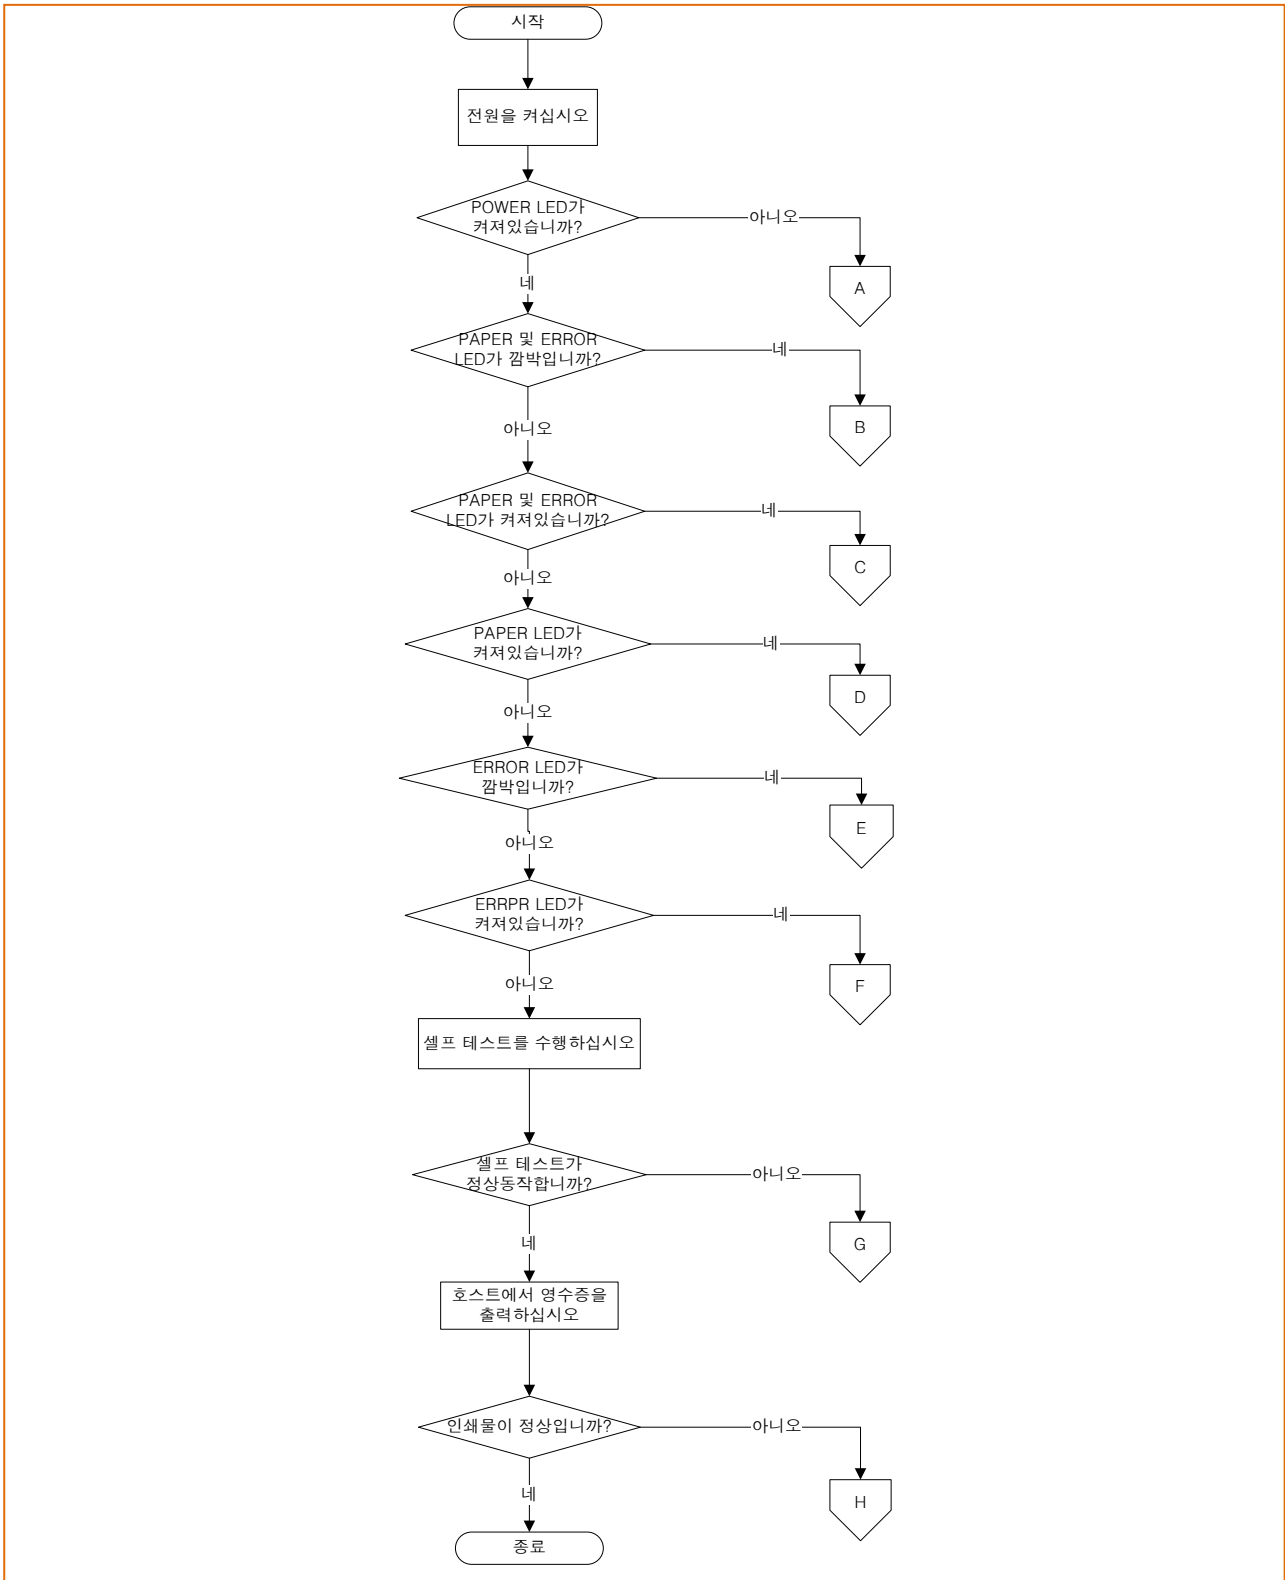 시작
전원을 켜십시오
POWER LED가
켜져있습니까?
아니오
A
네
PAPER 및 ERROR
LED가 깜박입니까?
네
B
아니오
PAPER 및 ERROR
LED가 켜져있습니까?
네
C
아니오
PAPER LED가
켜져있습니까?
네
D
아니오
ERROR LED가
깜박입니까?
네
E
아니오
ERRPR LED가
켜져있습니까?
네
F
아니오
셀프 테스트를 수행하십시오
셀프 테스트가
정상동작합니까?
아니오
G
네
호스트에서 영수증을
출력하십시오
인쇄물이 정상입니까?
아니오
H
네
종료